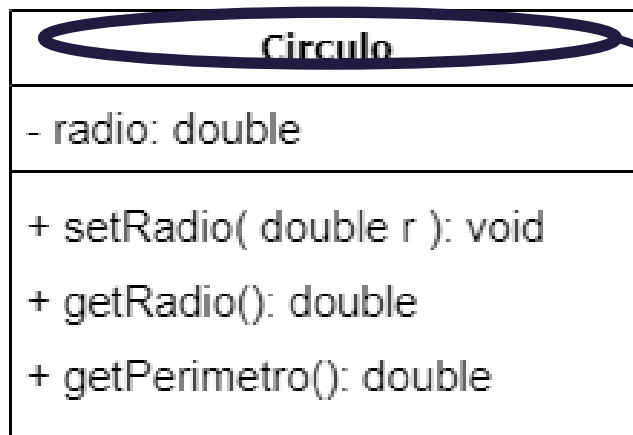 Circulo
- radio: double
+ setRadio( double r ): void
+ getRadio(): double
+ getPerimetro(): double